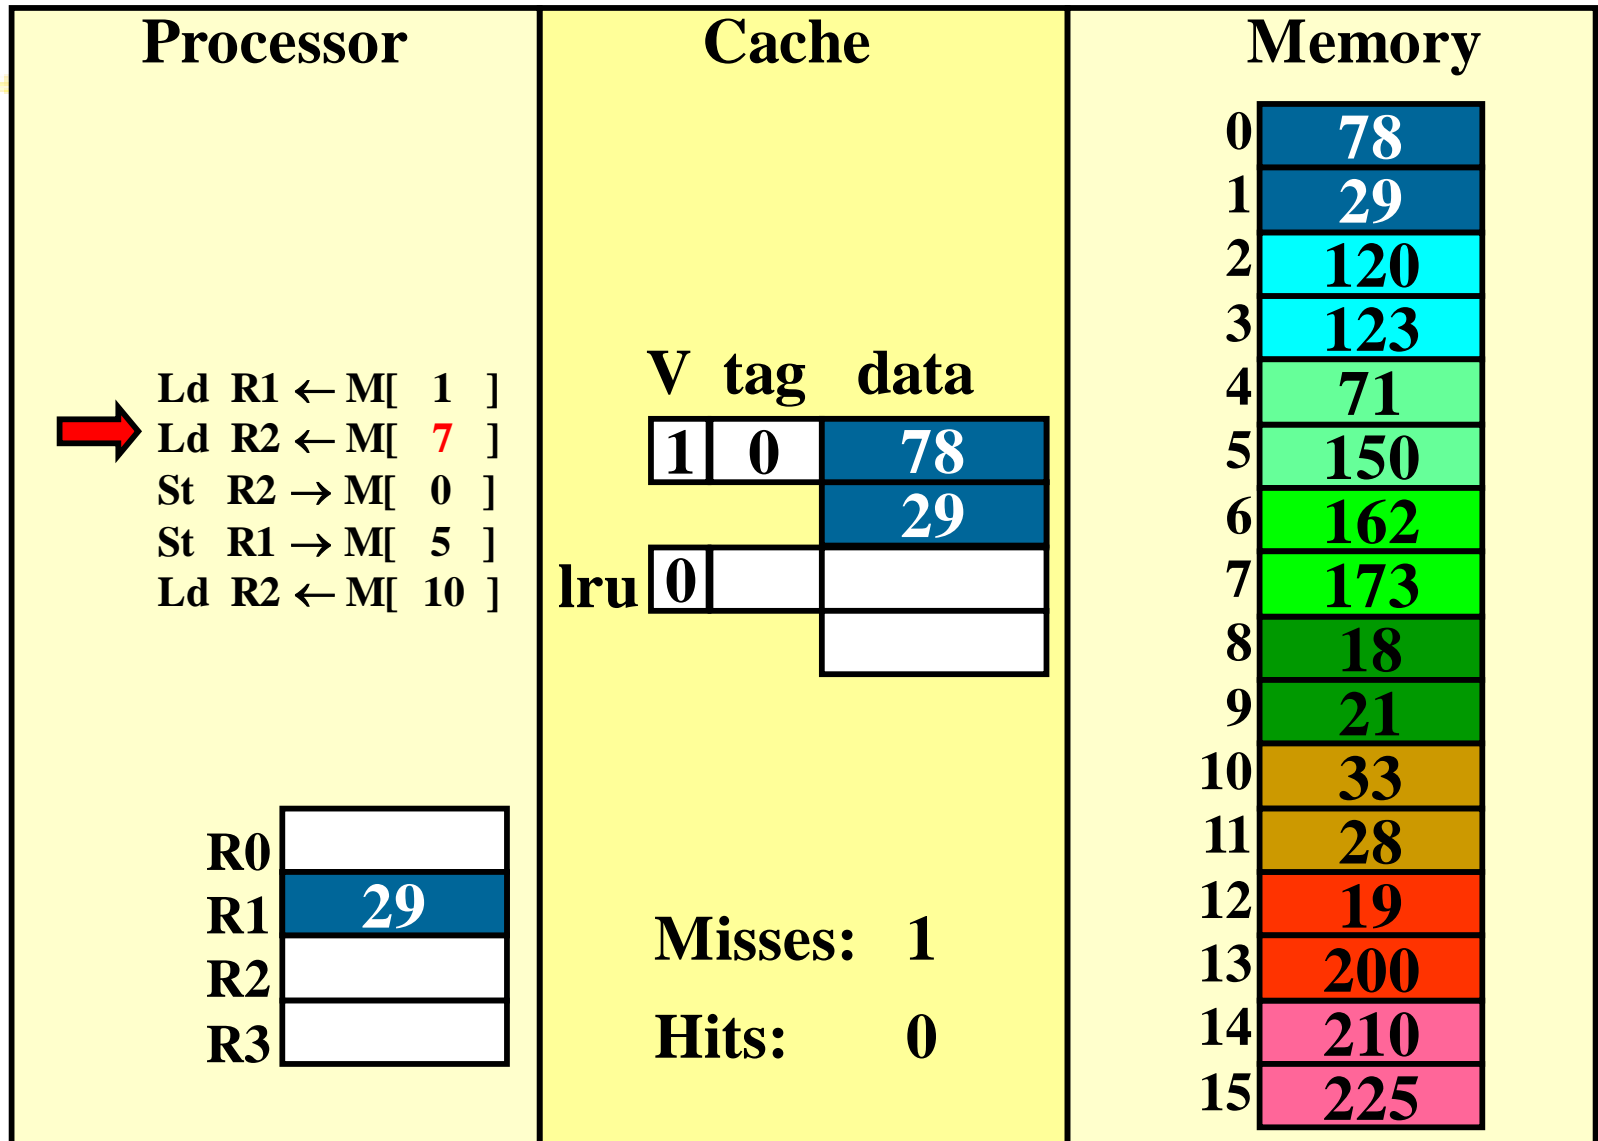 Processor
Ld R1 ← M[ 1 ]
Ld R2 ← M[ 7 ]
St R2 → M[ 0 ]
St R1 → M[ 5 ]
Ld R2 ← M[ 10 ]
R0
R1 29
R2
R3
Cache
V tag data
1 0 78
29
lru 0
Misses: 1
Hits: 0
Memory
0 78
1 29
2 120
3 123
4 71
5 150
6 162
7 173
8 18
9 21
10 33
11 28
12 19
13 200
14 210
15 225